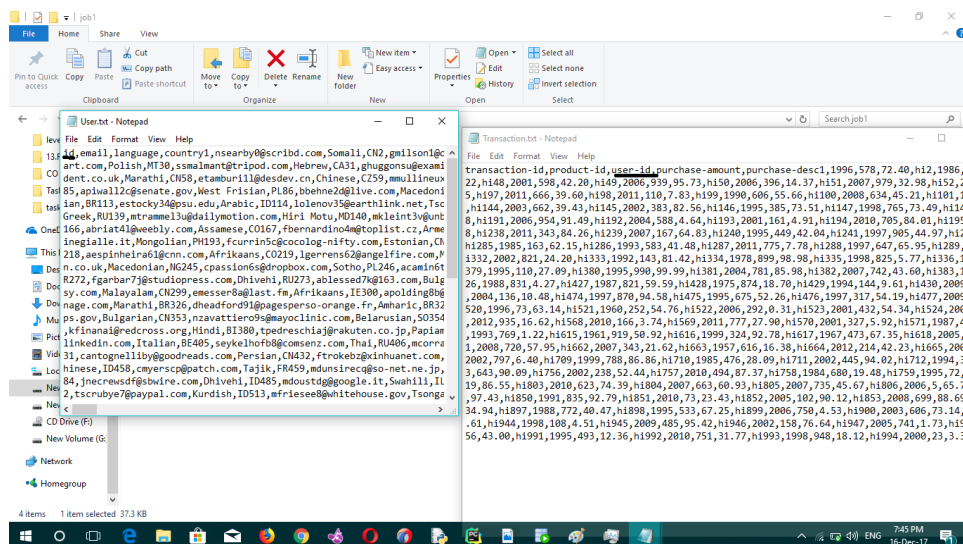 job1
File Home Share View
Pin to Quick access
Copy
Paste
Cut
Copy path
Paste shortcut
Move to
Copy to
Delete
Rename
New folder
New item
Easy access
Properties
Open
Edit
History
Select all
Select none
Invert selection
Clipboard Organize New Open Select
Search job1
User.txt - Notepad
File Edit Format View Help
id,email,language,country1,nsearby0@scribd.com,Somali,CN2,gmilson1@
art.com,Polish,MT30,ssmalmant@tripod.com,Hebrew,CA31,ghuggonsu@exami
dent.co.uk,Marathi,CN58,etamburill@desdev.cn,Chinese,CZ59,mmullineux
85,apiwall2c@senate.gov,West Frisian,PL86,bbehne2d@live.com,Macedoni
ian,BR113,estocky34@psu.edu,Arabic,ID114,lolenov35@earthlink.net,Tsc
Greek,RU139,mtrammel3u@dailymotion.com,Hiri Motu,MD140,mkleint3v@unb
166,abriat4l@weebly.com,Assamese,CO167,fbernandino4m@toplist.cz,Arme
inegialle.it,Mongolian,PH193,fcurrin5c@cocolog-nifty.com,Estonian,CN
218,aespinheira61@cnn.com,Afrikaans,CO219,lgerrens62@angelfire.com,M
n.co.uk,Macedonian,NG245,cpassion6s@dropbox.com,Sotho,PL246,acamin6t
R272,fgarbar7j@studiopress.com,Dhivehi,RU273,ablessed7k@163.com,Bulg
sy.com,Malayalam,CN299,emesser8a@last.fm,Afrikaans,IE300,apolding8b@
nage.com,Marathi,BR326,dheadford91@pagesperso-orange.fr,Amharic,BR32
ps.gov,Bulgarian,CN353,nzavattiero9s@mayoclinic.com,Belarusian,SO354
,kfinanai@redcross.org,Hindi,BI380,tpedreschiaj@rakuten.co.jp,Papiam
linkedin.com,Italian,BE405,seykelhofb8@comsenz.com,Thai,RU406,mcorra
31,cantognelliby@goodreads.com,Persian,CN432,ftrokebz@xinhuanet.com,
hinese,ID458,cmyerscp@patch.com,Tajik,FR459,mdunsirecq@so-net.ne.jp,
84,jnecrewsdf@sbwire.com,Dhivehi,ID485,mdoustdg@google.it,Swahili,IL
2,tscrubye7@paypal.com,Kurdish,ID513,mfriesee8@whitehouse.gov,Tsonga
Transaction.txt - Notepad
File Edit Format View Help
transaction-id,product-id,user-id,purchase-amount,purchase-desc1,1996,578,72.40,hi2,1986,
22,hi48,2001,598,42.20,hi49,2006,939,95.73,hi50,2006,396,14.37,hi51,2007,979,32.98,hi52,2
5,hi97,2011,666,39.60,hi98,2011,110,7.83,hi99,1990,606,55.66,hi100,2008,634,45.21,hi101,1
,hi144,2003,662,39.43,hi145,2002,383,82.56,hi146,1995,385,73.51,hi147,1998,765,73.49,hi14
8,hi191,2006,954,91.49,hi192,2004,588,4.64,hi193,2001,161,4.91,hi194,2010,705,84.01,hi195
8,hi238,2011,343,84.26,hi239,2007,167,64.83,hi240,1995,449,42.04,hi241,1997,905,44.97,hi2
hi285,1985,163,62.15,hi286,1993,583,41.48,hi287,2011,775,7.78,hi288,1997,647,65.95,hi289,
i332,2002,821,24.20,hi333,1992,143,81.42,hi334,1978,899,98.98,hi335,1998,825,5.77,hi336,1
379,1995,110,27.09,hi380,1995,990,99.99,hi381,2004,781,85.98,hi382,2007,742,43.60,hi383,1
26,1988,831,4.27,hi427,1987,821,59.59,hi428,1975,874,18.70,hi429,1994,144,9.61,hi430,2009
,2004,136,10.48,hi474,1997,870,94.58,hi475,1995,675,52.26,hi476,1997,317,54.19,hi477,2009
520,1996,73,63.14,hi521,1960,252,54.76,hi522,2006,292,0.31,hi523,2001,432,54.34,hi524,200
,2012,935,16.62,hi568,2010,166,3.74,hi569,2011,777,27.90,hi570,2001,327,5.92,hi571,1987,4
,1993,769,1.22,hi615,1961,919,50.92,hi616,1999,324,92.78,hi617,1967,473,67.35,hi618,2005,
1,2008,720,57.95,hi662,2007,343,21.62,hi663,1957,616,16.38,hi664,2012,214,42.23,hi665,200
2002,797,6.40,hi709,1999,788,86.86,hi710,1985,476,28.09,hi711,2002,445,94.02,hi712,1994,3
3,643,90.09,hi756,2002,238,52.44,hi757,2010,494,87.37,hi758,1984,680,19.48,hi759,1995,72,
19,86.55,hi803,2010,623,74.39,hi804,2007,663,60.93,hi805,2007,735,45.67,hi806,2006,5,65.7
,97.43,hi850,1991,835,92.79,hi851,2010,73,23.43,hi852,2005,102,90.12,hi853,2008,699,88.69
34.94,hi897,1988,772,40.47,hi898,1995,533,67.25,hi899,2006,750,4.53,hi900,2003,606,73.14,
.61,hi944,1998,108,4.51,hi945,2009,485,95.42,hi946,2002,158,76.64,hi947,2005,741,1.73,hi9
56,43.00,hi991,1995,493,12.36,hi992,2010,751,31.77,hi993,1998,948,18.12,hi994,2000,23,3.3
CD Drive (F:)
New Volume (G:
Network
Homegroup
4 items 1 item selected 37.3 KB
ENG
7:45 PM
16-Dec-17